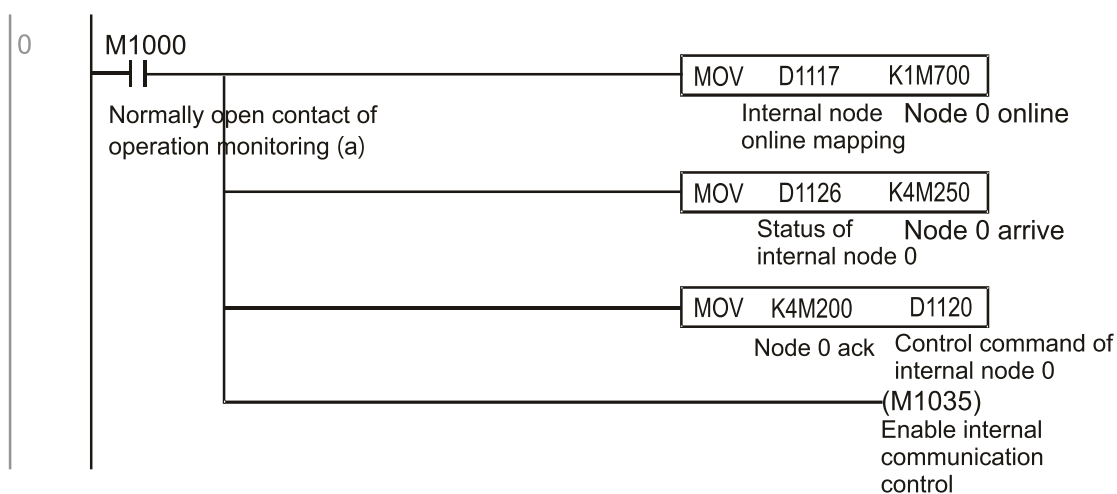 0
M1000
Normally open contact of
operation monitoring (a)
MOV D1117 K1M700
Internal node Node 0 online
online mapping
MOV D1126 K4M250
Status of Node 0 arrive
internal node 0
MOV K4M200 D1120
Node 0 ack Control command of
internal node 0
(M1035)
Enable internal
communication
control